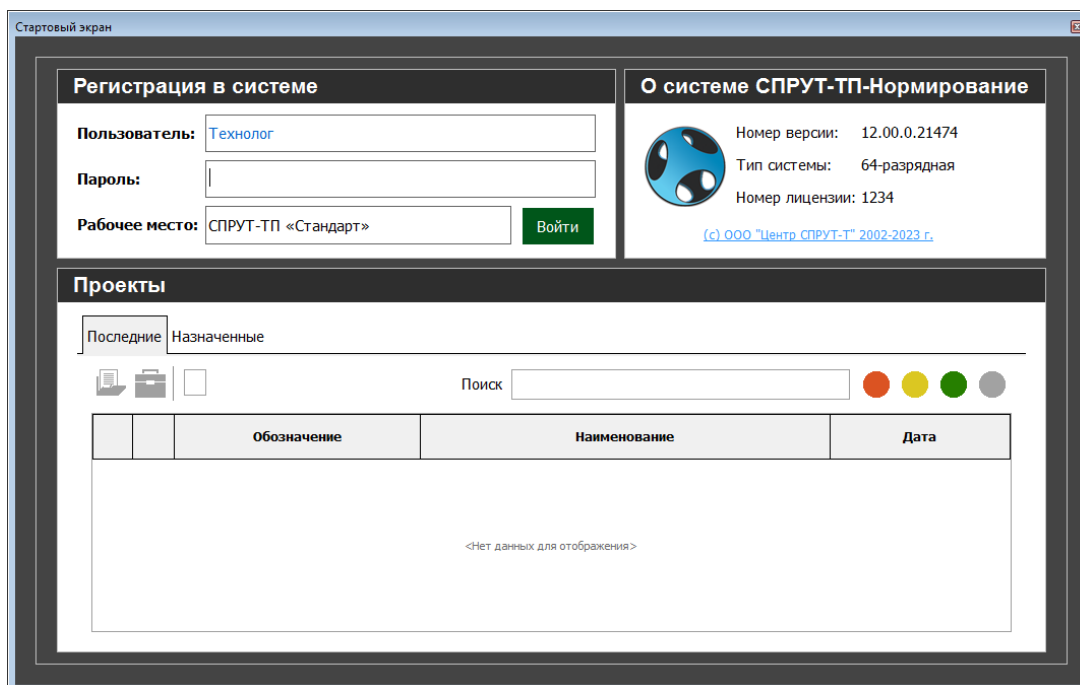 Стартовый экран
Регистрация в системе
Пользователь: Технолог
Пароль:
Рабочее место: СПРУТ-ТП «Стандарт» Войти
О системе СПРУТ-ТП-Нормирование
Номер версии: 12.00.0.21474
Тип системы: 64-разрядная
Номер лицензии: 1234
(c) ООО "Центр СПРУТ-Т" 2002-2023 г.
Проекты
Последние Назначенные
Поиск
Обозначение Наименование Дата
<Нет данных для отображения>